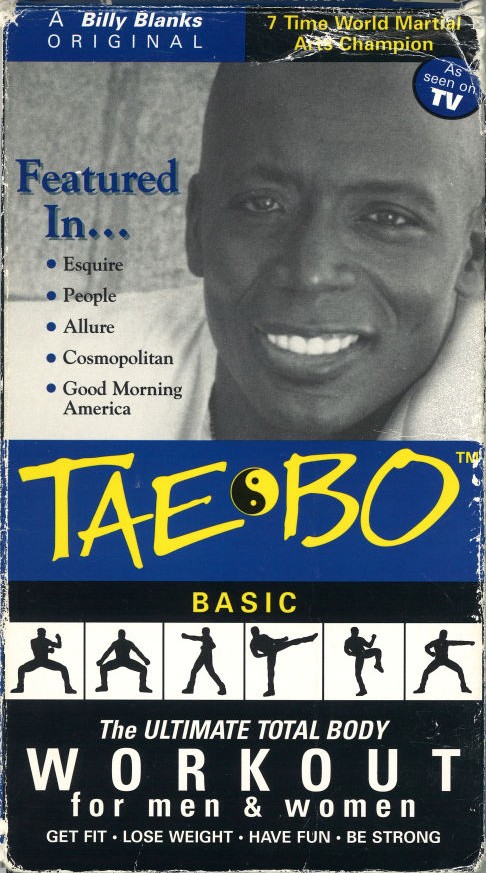 A Billy Blanks
ORIGINAL
7 Time World Martial
Arts Champion
As
seen on
TV
Featured
In...
• Esquire
• People
• Allure
• Cosmopolitan
• Good Morning
America
TAE BO™
BASIC
The ULTIMATE TOTAL BODY
WORKOUT
for men & women
GET FIT • LOSE WEIGHT • HAVE FUN • BE STRONG